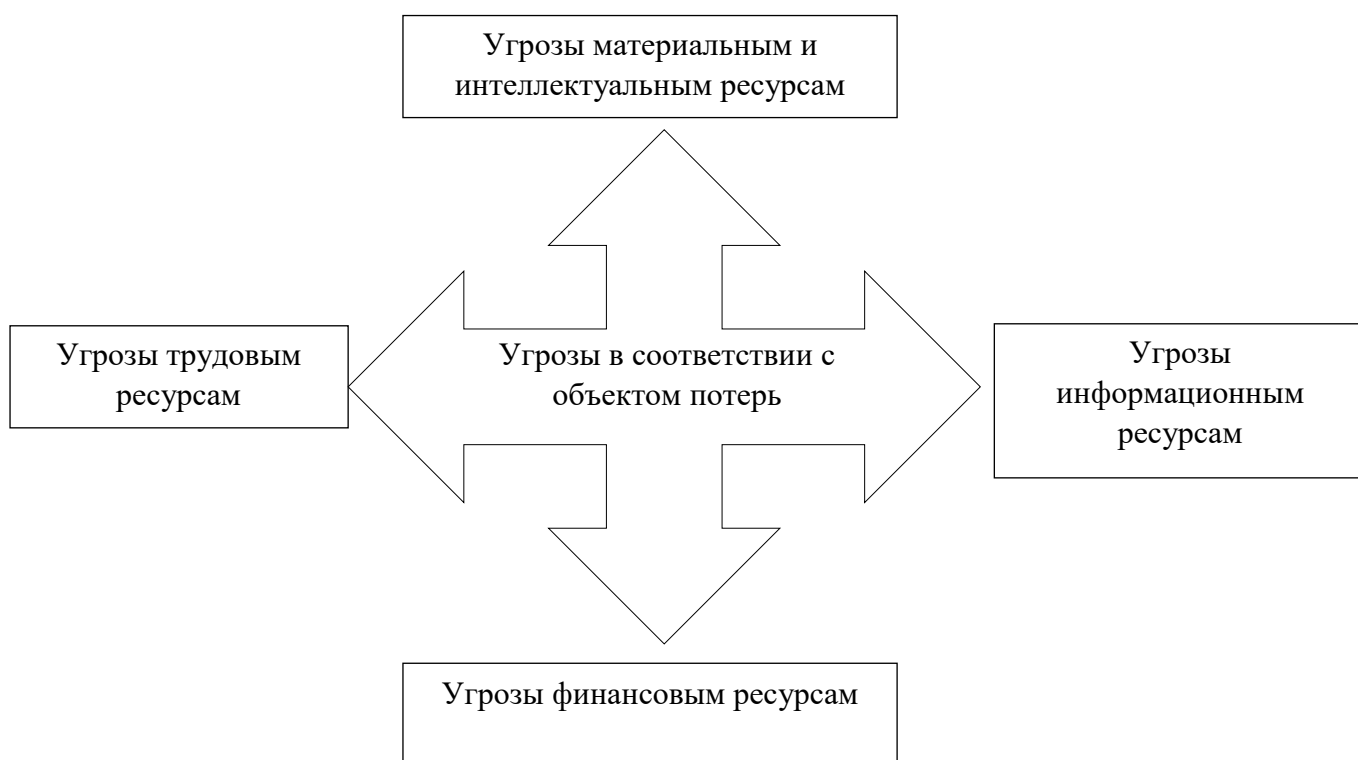 Угрозы материальным и
интеллектуальным ресурсам
Угрозы трудовым
ресурсам
Угрозы в соответствии с
объектом потерь
Угрозы
информационным
ресурсам
Угрозы финансовым ресурсам